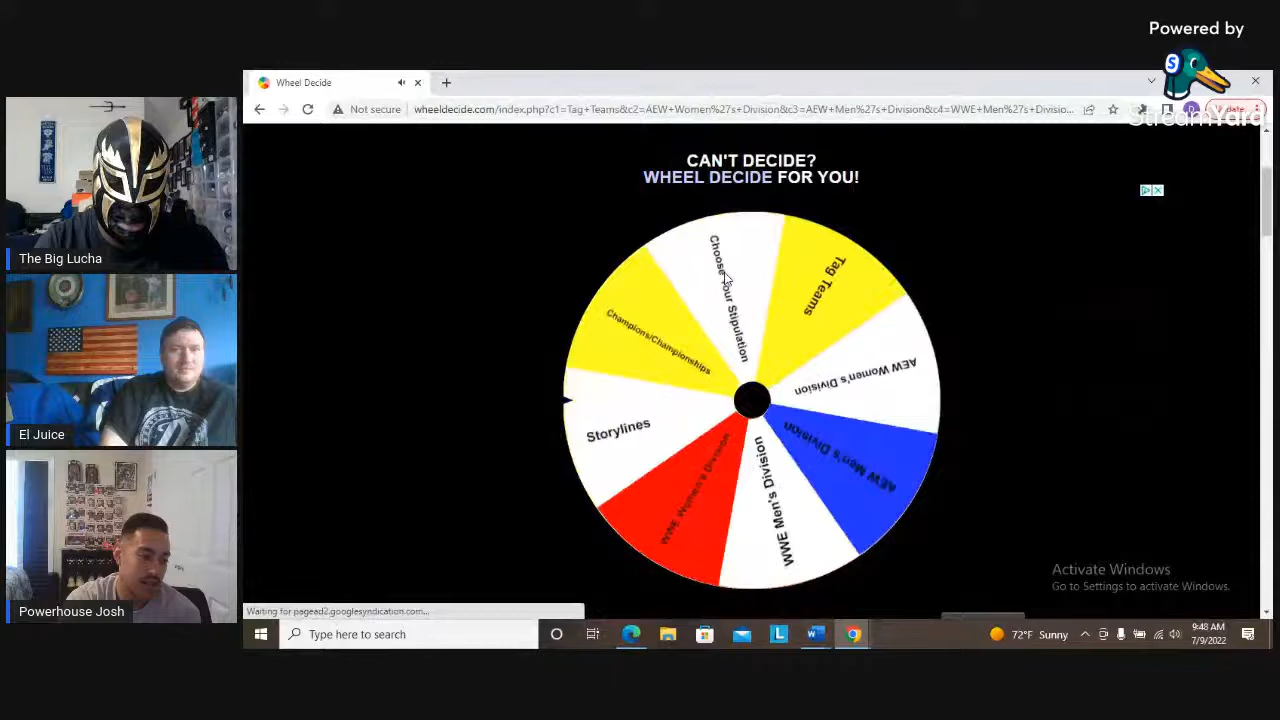 Powered by
S
StreamYard
Wheel Decide
Not secure
wheeldecide.com/index.php?c1=Tag+Teams&c2=AEW+Women%27s+Division&c3=AEW+Men%27s+Division&c4=WWE+Men%27s+Divisio...
CAN'T DECIDE?
WHEEL DECIDE FOR YOU!
Choose Your Stipulation
Tag Teams
Champions/Championships
AEW Women's Division
Storylines
AEW Men's Division
WWE Women's Division
WWE Men's Division
The Big Lucha
El Juice
Powerhouse Josh
Activate Windows
Go to Settings to activate Windows.
Waiting for pagead2.googlesyndication.com...
Type here to search
72°F Sunny
9:48 AM
7/9/2022